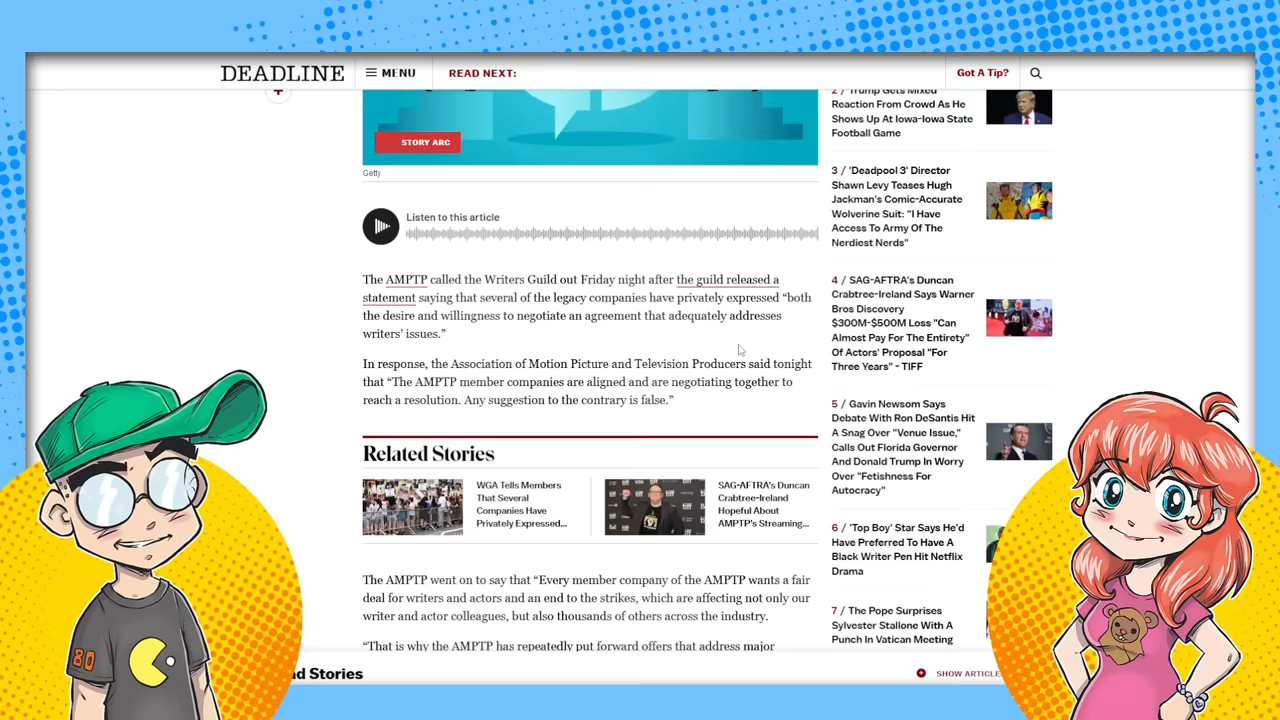 DEADLINE
MENU
READ NEXT:
Got A Tip?
STORY ARC
Getty
Listen to this article
The AMPTP called the Writers Guild out Friday night after the guild released a
statement saying that several of the legacy companies have privately expressed “both
the desire and willingness to negotiate an agreement that adequately addresses
writers’ issues.”
In response, the Association of Motion Picture and Television Producers said tonight
that “The AMPTP member companies are aligned and are negotiating together to
reach a resolution. Any suggestion to the contrary is false.”
Related Stories
WGA Tells Members
That Several
Companies Have
Privately Expressed...
SAG-AFTRA's Duncan
Crabtree-Ireland
Hopeful About
AMPTP's Streaming...
The AMPTP went on to say that “Every member company of the AMPTP wants a fair
deal for writers and actors and an end to the strikes, which are affecting not only our
writer and actor colleagues, but also thousands of others across the industry.
“That is why the AMPTP has repeatedly put forward offers that address major
2 / Trump Gets Mixed
Reaction From Crowd As He
Shows Up At Iowa-Iowa State
Football Game
3 / 'Deadpool 3' Director
Shawn Levy Teases Hugh
Jackman's Comic-Accurate
Wolverine Suit: "I Have
Access To Army Of The
Nerdiest Nerds"
4 / SAG-AFTRA's Duncan
Crabtree-Ireland Says Warner
Bros Discovery
$300M-$500M Loss "Can
Almost Pay For The Entirety"
Of Actors' Proposal "For
Three Years" - TIFF
5 / Gavin Newsom Says
Debate With Ron DeSantis Hit
A Snag Over "Venue Issue,"
Calls Out Florida Governor
And Donald Trump In Worry
Over "Fetishness For
Autocracy"
6 / 'Top Boy' Star Says He'd
Have Preferred To Have A
Black Writer Pen Hit Netflix
Drama
7 / The Pope Surprises
Sylvester Stallone With A
Punch In Vatican Meeting
Stories
SHOW ARTICLE
80